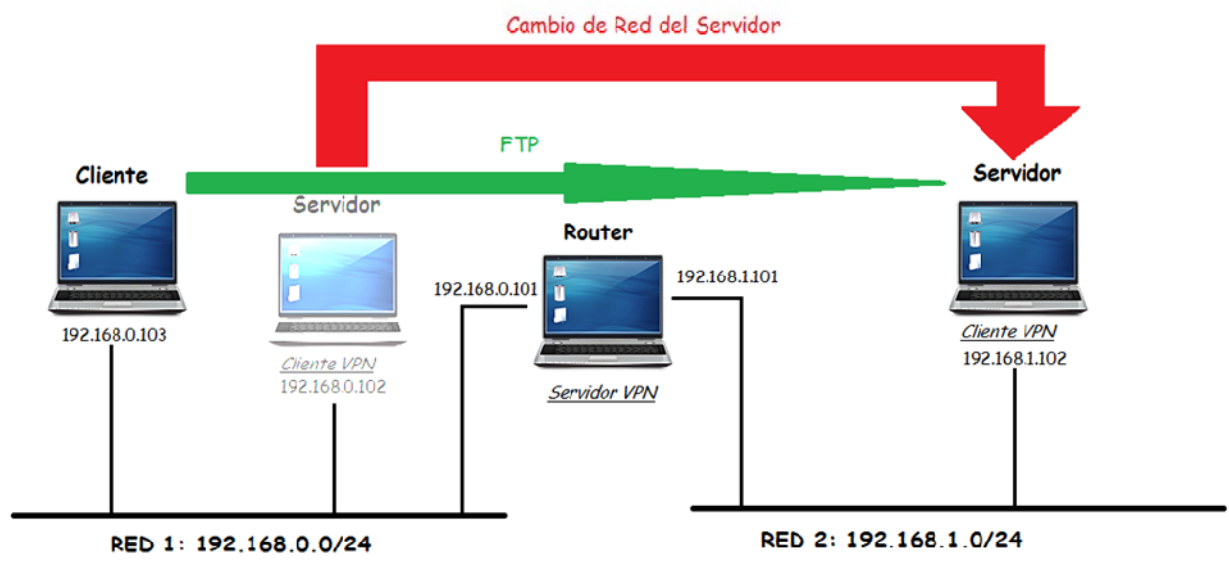 Cambio de Red del Servidor
FTP
Cliente
Servidor
Servidor
Router
192.168.0.101
192.168.1.101
192.168.0.103
Cliente VPN
192.168.0.102
Servidor VPN
Cliente VPN
192.168.1.102
RED 1: 192.168.0.0/24
RED 2: 192.168.1.0/24